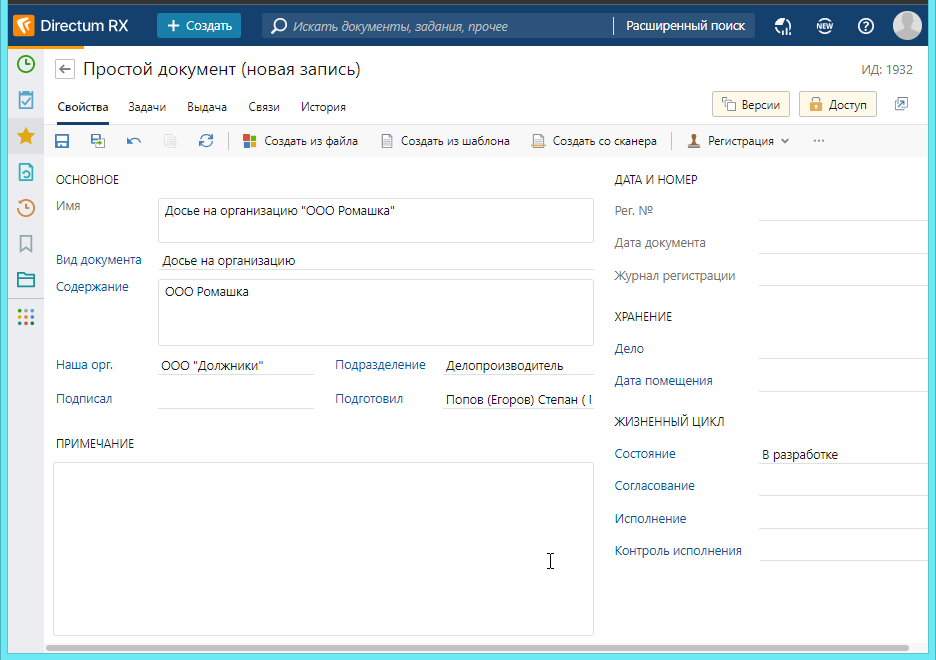 Directum RX
Создать
Искать документы, задания, прочее
Расширенный поиск
NEW
Простой документ (новая запись)
ИД: 1932
Свойства Задачи Выдача Связи История
Версии
Доступ
Создать из файла
Создать из шаблона
Создать со сканера
Регистрация
ОСНОВНОЕ
Имя
Досье на организацию "ООО Ромашка"
Вид документа
Досье на организацию
Содержание
ООО Ромашка
Наша орг.
ООО "Должники"
Подразделение
Делопроизводитель
Подписал
Подготовил
Попов (Егоров) Степан (
ПРИМЕЧАНИЕ
ДАТА И НОМЕР
Рег. №
Дата документа
Журнал регистрации
ХРАНЕНИЕ
Дело
Дата помещения
ЖИЗНЕННЫЙ ЦИКЛ
Состояние
В разработке
Согласование
Исполнение
Контроль исполнения